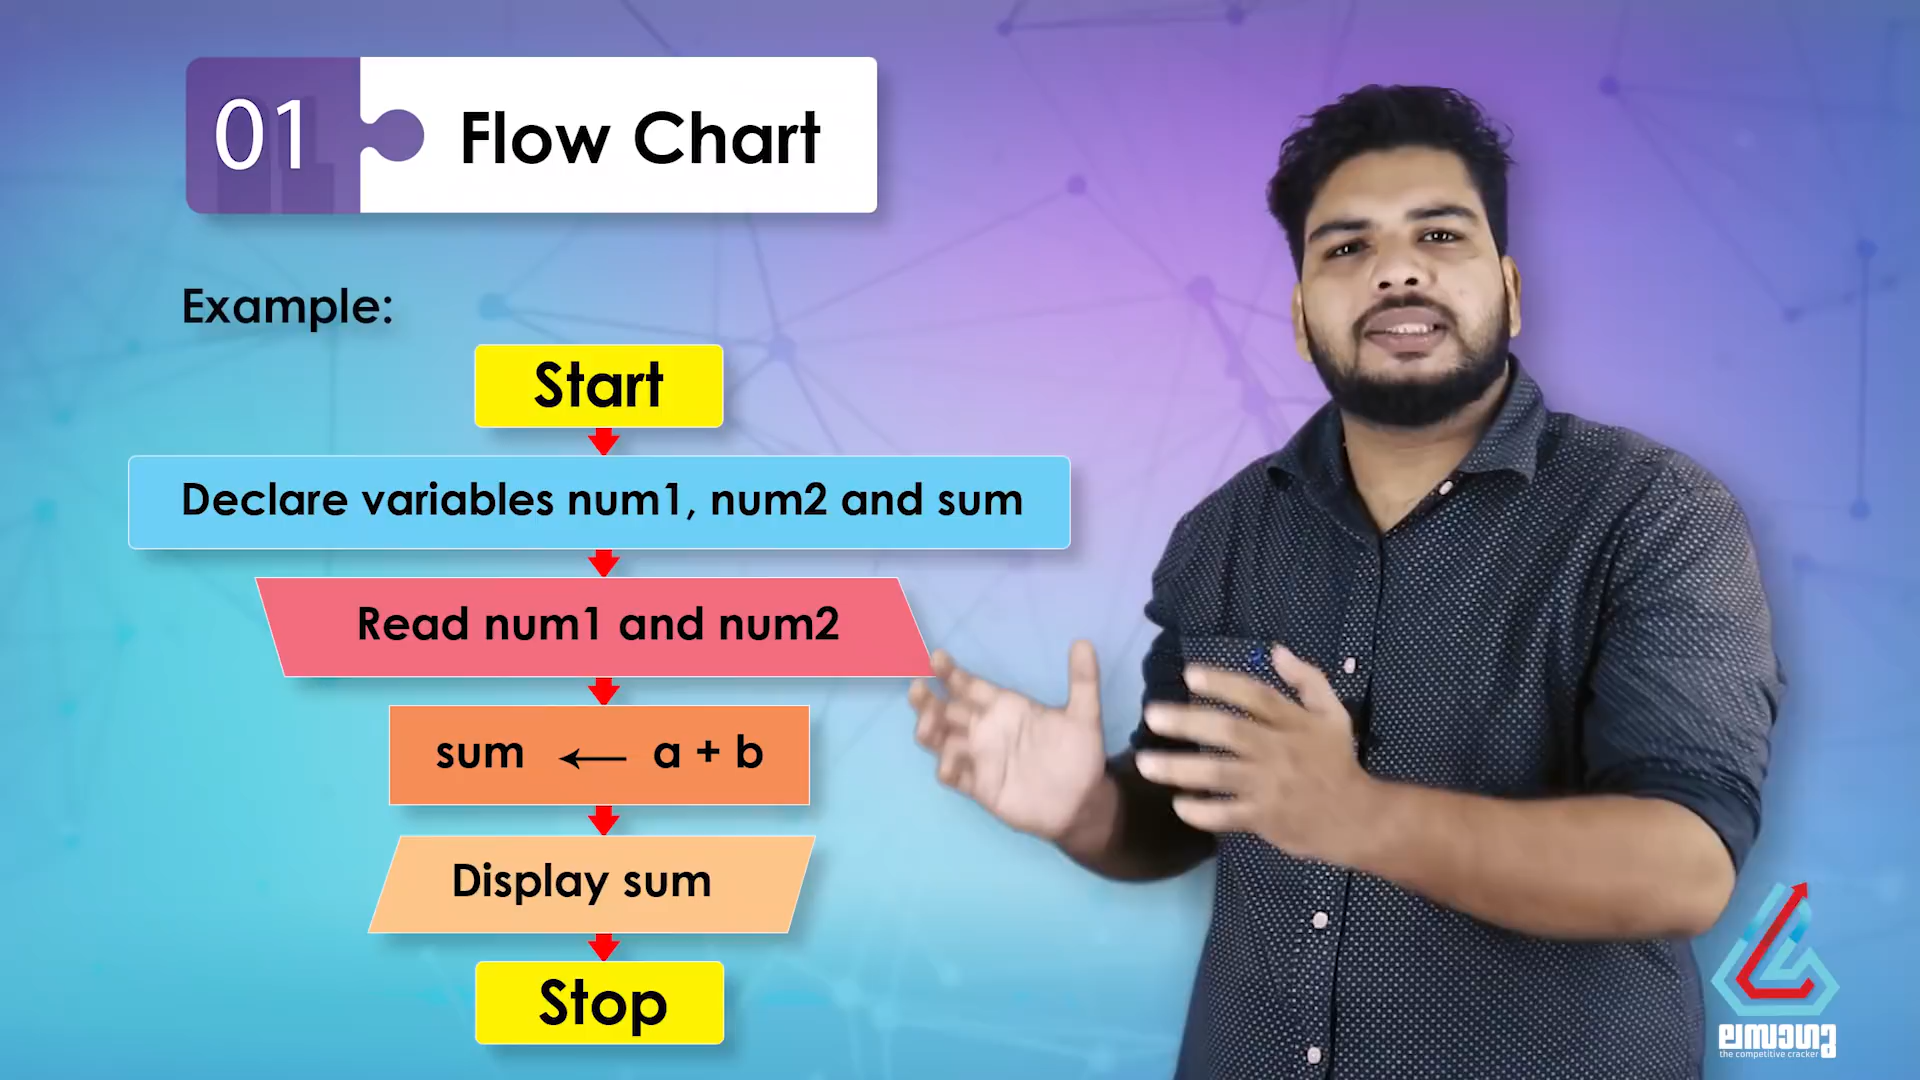 01
Flow Chart
Example:
Start
Declare variables num1, num2 and sum
Read num1 and num2
sum ← a + b
Display sum
Stop
ലസാഗു
the competitive cracker